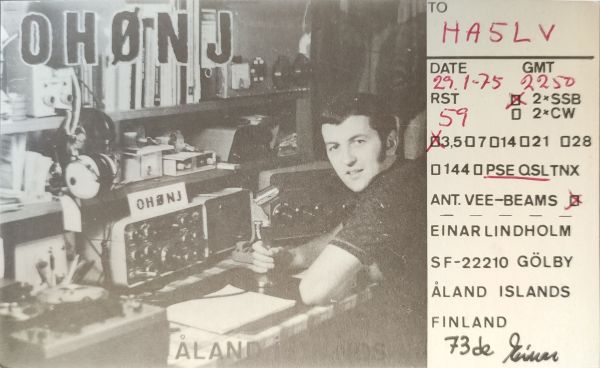 OHØNJ
OHØNJ
ÅLAND ISLANDS
TO
HA5LV
DATE GMT
29.1-75 2250
RST ☒ 2×SSB
59 ☐ 2×CW
☒3,5☐7☐14☐21 ☐28
☐144☐ PSE QSL TNX
ANT. VEE-BEAMS ☒
EINAR LINDHOLM
SF-22210 GÖLBY
ÅLAND ISLANDS
FINLAND
73 de Einar